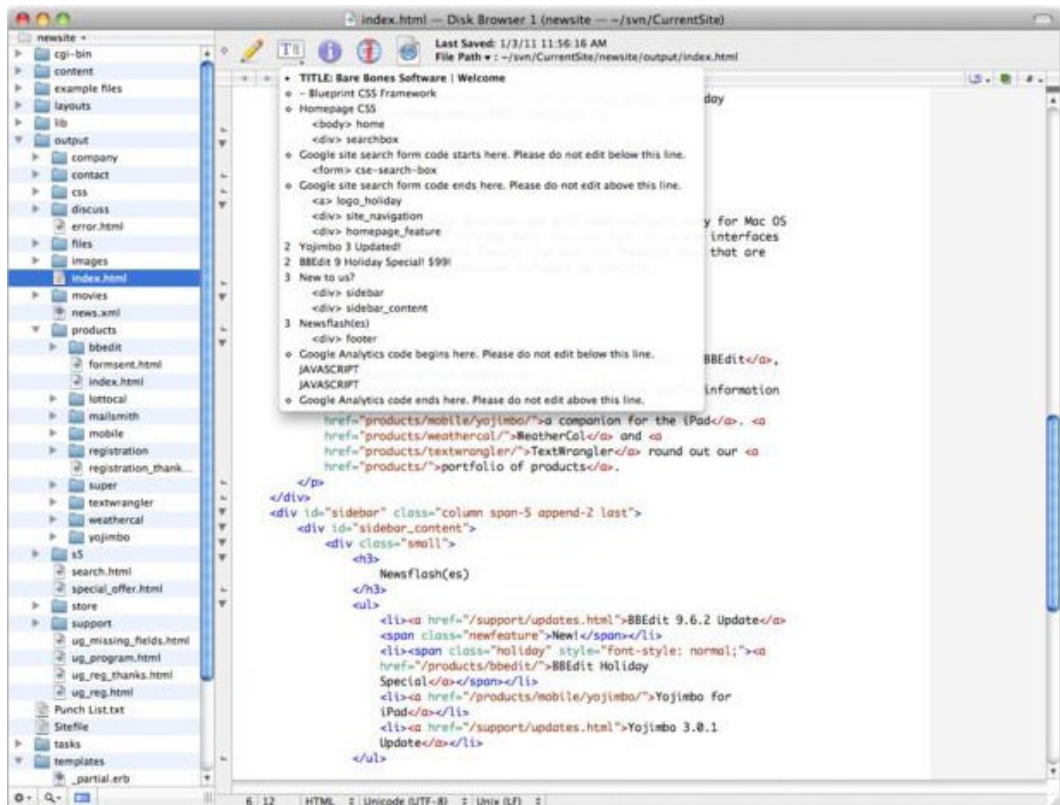 index.html — Disk Browser 1 (newsite — ~/svn/CurrentSite)
newsite
Last Saved: 1/3/11 11:56:16 AM
File Path ▾ : ~/svn/CurrentSite/newsite/output/index.html
cgi-bin
content
example files
layouts
lib
output
company
contact
css
discuss
error.html
files
images
index.html
movies
news.xml
products
bbedit
formsent.html
index.html
lottocal
mailsmith
mobile
registration
registration_thank...
super
textwrangler
weathercal
yojimbo
s5
search.html
special_offer.html
store
support
ug_missing_fields.html
ug_program.html
ug_reg_thanks.html
ug_reg.html
Punch List.txt
Sitefile
tasks
templates
_partial.erb
• TITLE: Bare Bones Software | Welcome
- Blueprint CSS Framework
Homepage CSS
<body> home
<div> searchbox
Google site search form code starts here. Please do not edit below this line.
<form> cse-search-box
Google site search form code ends here. Please do not edit above this line.
<a> logo_holiday
<div> site_navigation
<div> homepage_feature
2 Yojimbo 3 Updated!
2 BBEdit 9 Holiday Special! $99!
3 New to us?
<div> sidebar
<div> sidebar_content
3 Newsflash(es)
<div> footer
Google Analytics code begins here. Please do not edit below this line.
JAVASCRIPT
JAVASCRIPT
Google Analytics code ends here. Please do not edit above this line.
day
y for Mac OS
interfaces
that are
BBEdit</a>,
information
href="products/mobile/yojimbo/">a companion for the iPad</a>. <a
href="products/weathercal/">WeatherCal</a> and <a
href="products/textwrangler/">TextWrangler</a> round out our <a
href="products/">portfolio of products</a>.
</p>
</div>
<div id="sidebar" class="column span-5 append-2 last">
<div id="sidebar_content">
<div class="small">
<h3>
Newsflash(es)
</h3>
<ul>
<li><a href="/support/updates.html">BBEdit 9.6.2 Update</a>
<span class="newfeature">New!</span></li>
<li><span class="holiday" style="font-style: normal;"><a
href="/products/bbedit/">BBEdit Holiday
Special</a></span></li>
<li><a href="/products/mobile/yojimbo/">Yojimbo for
iPad</a></li>
<li><a href="/support/updates.html">Yojimbo 3.0.1
Update</a></li>
</ul>
6 12 HTML Unicode (UTF-8) Unix (LF)